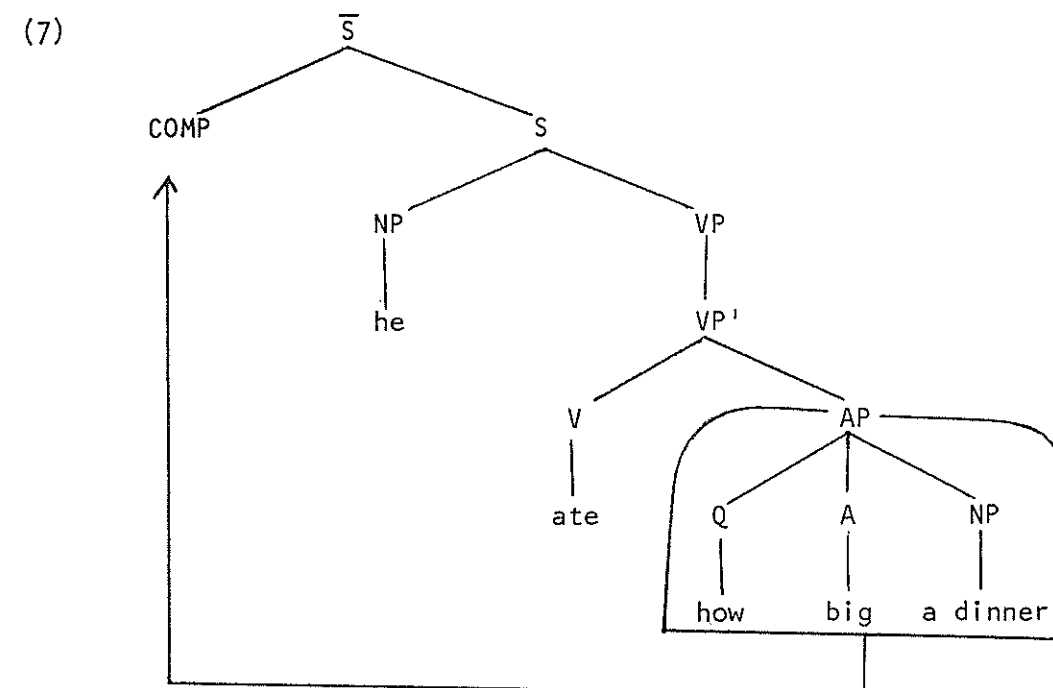 (7) S̅
COMP S
NP VP
he VP'
V AP
ate Q A NP
how big a dinner